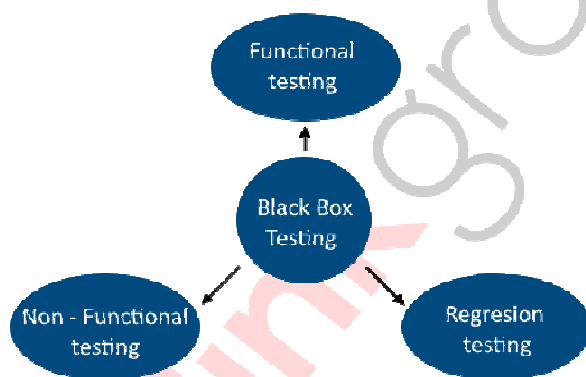 Functional
testing
Black Box
Testing
Non - Functional
testing
Regresion
testing